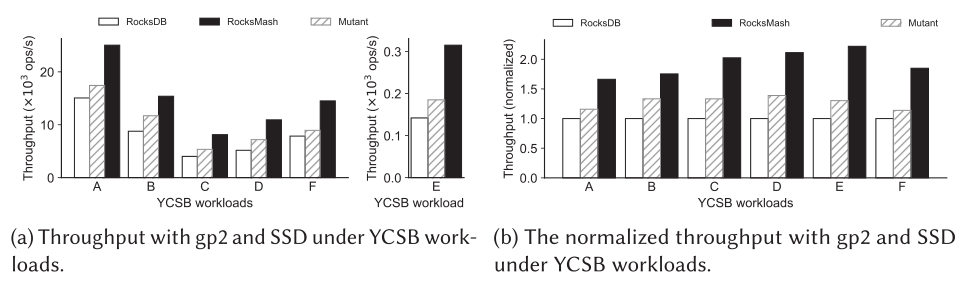 RocksDB RocksMash Mutant
Throughput (×10³ ops/s)
20
10
0
A B C D F
YCSB workloads
Throughput (×10³ ops/s)
0.3
0.2
0.1
0.0
E
YCSB workload
(a) Throughput with gp2 and SSD under YCSB work-
loads.
RocksDB RocksMash Mutant
Throughput (normalized)
2.0
1.5
1.0
0.5
0.0
A B C D E F
YCSB workloads
(b) The normalized throughput with gp2 and SSD
under YCSB workloads.